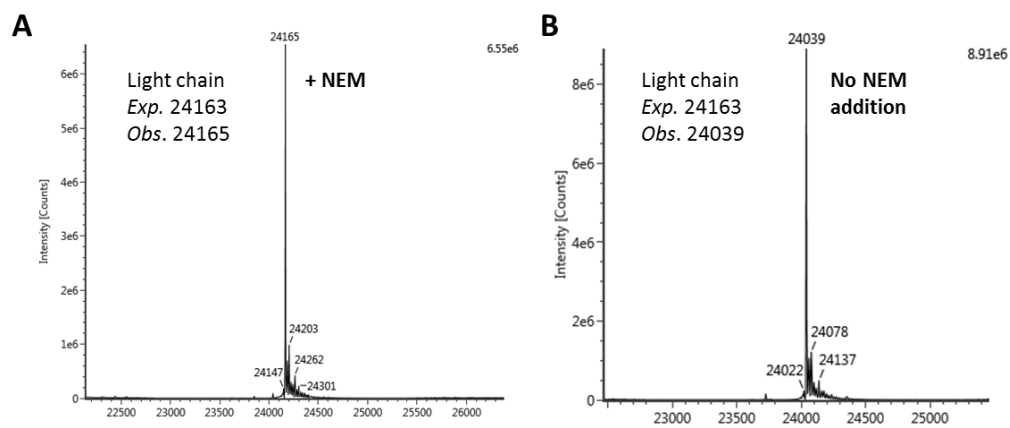 A
24165
6.55e6
Light chain
+ NEM
Exp. 24163
Obs. 24165
6e6
5e6
4e6
3e6
2e6
1e6
0
Intensity [Counts]
24203
24262
24147
24301
22500 23000 23500 24000 24500 25000 25500 26000
B
24039
8.91e6
Light chain
No NEM
addition
Exp. 24163
Obs. 24039
8e6
6e6
4e6
2e6
0
Intensity [Counts]
24078
24137
24022
23000 23500 24000 24500 25000